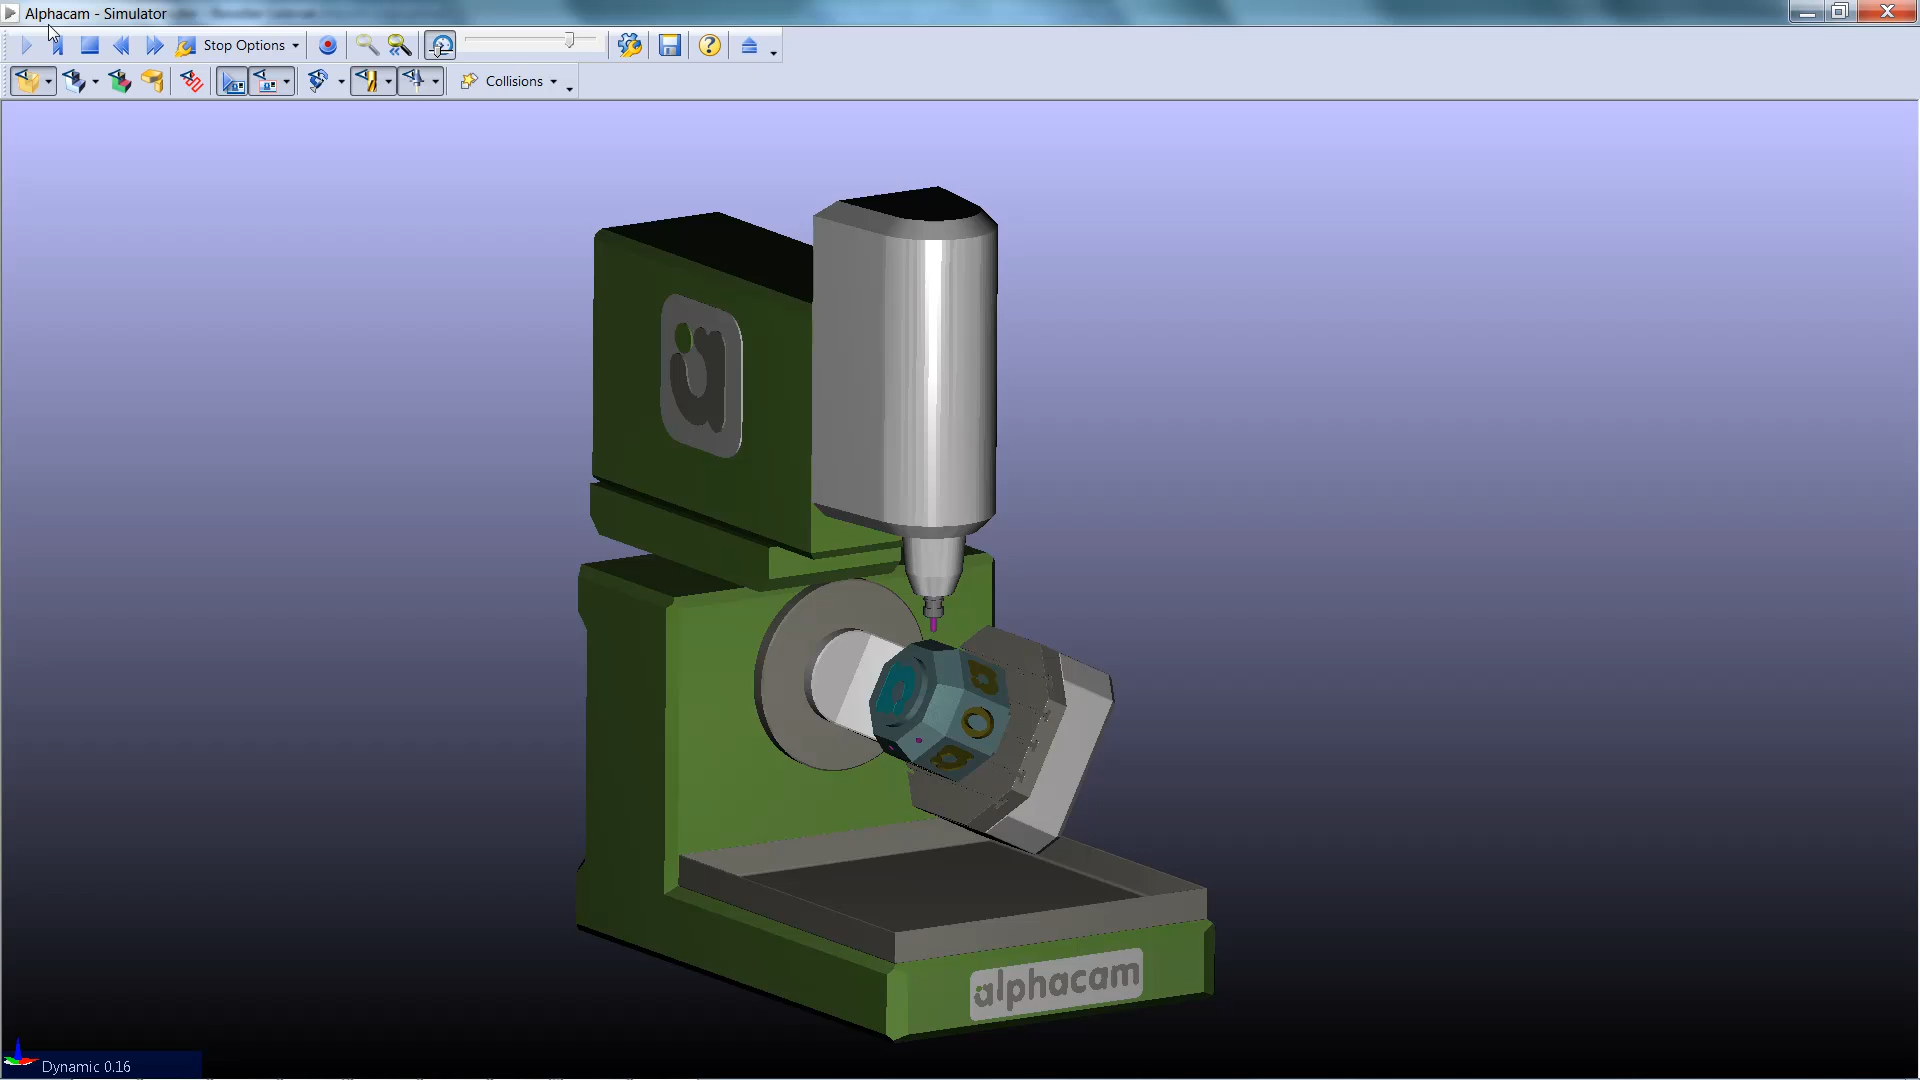 Alphacam - Simulator
Stop Options
Collisions
alphacam
Dynamic 0.16